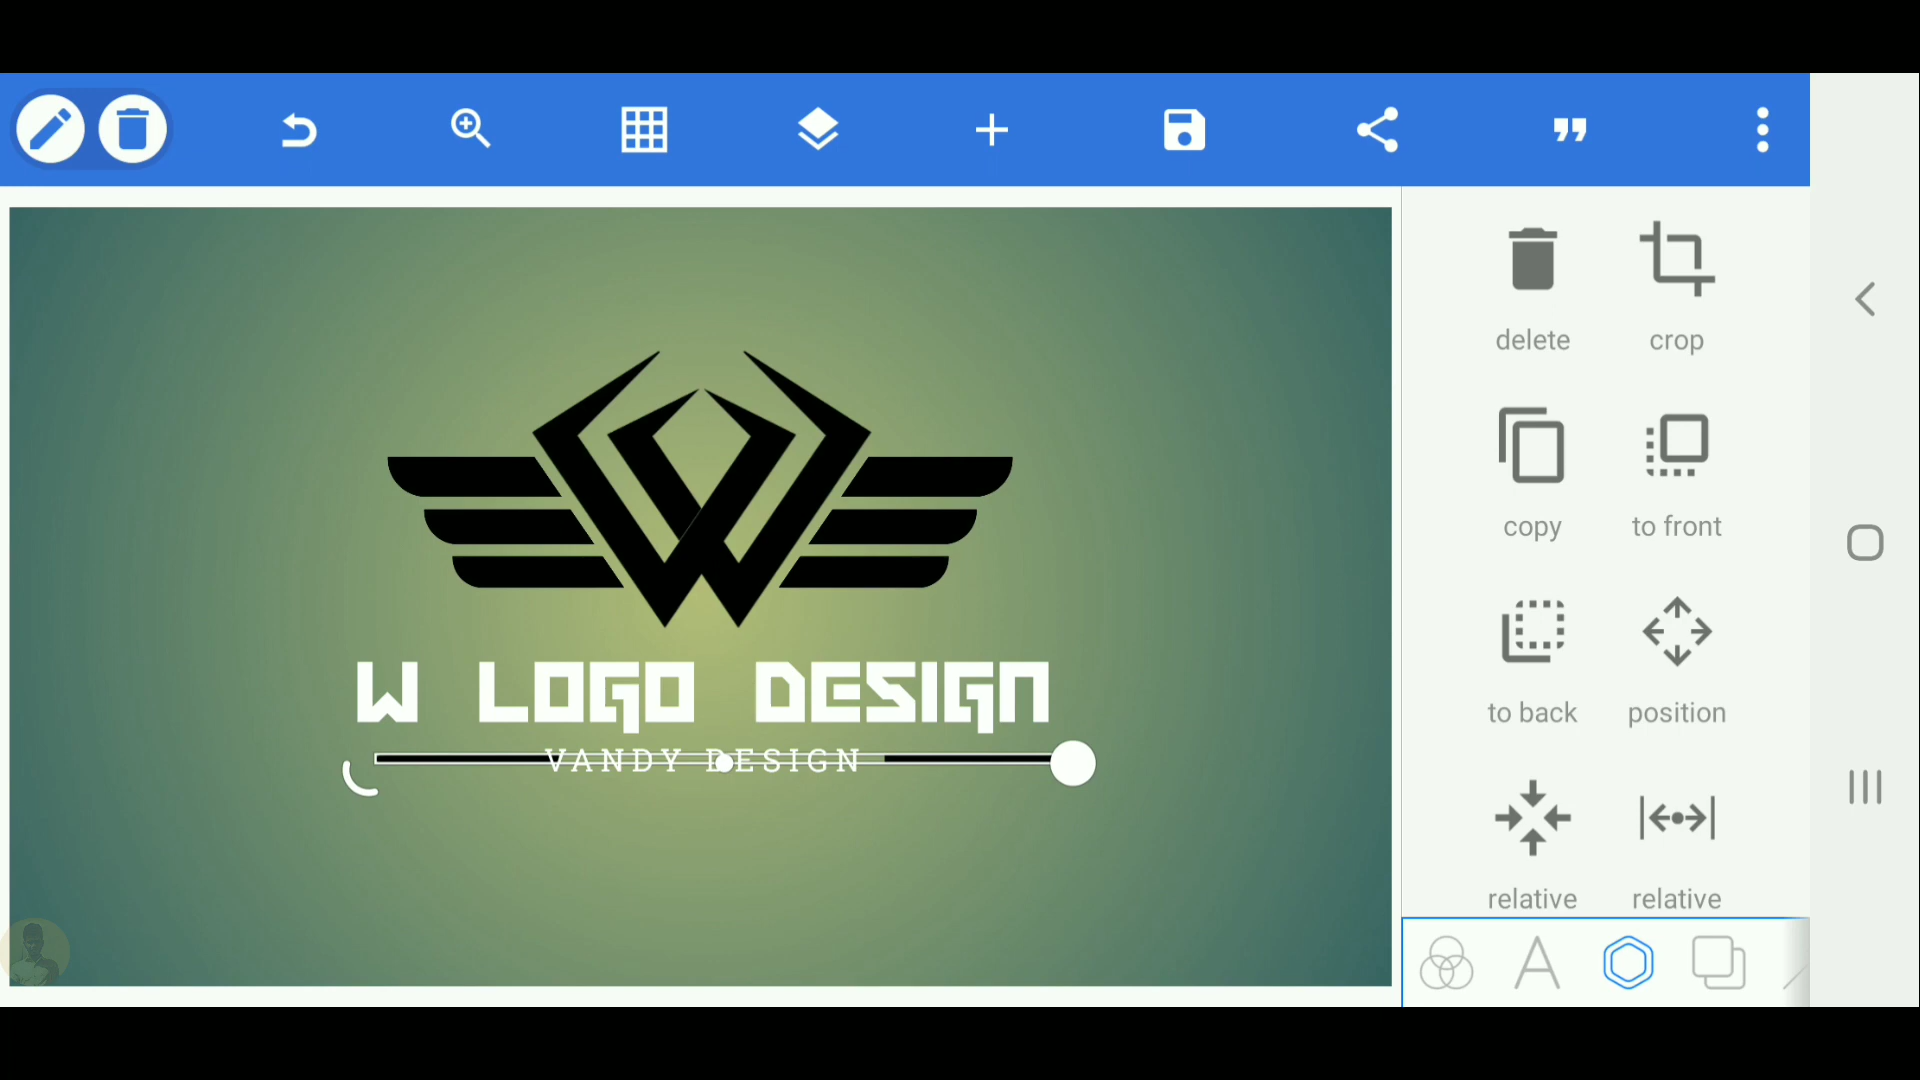 delete crop
copy to front
to back position
relative relative
W LOGO DESIGN
VANDY DESIGN